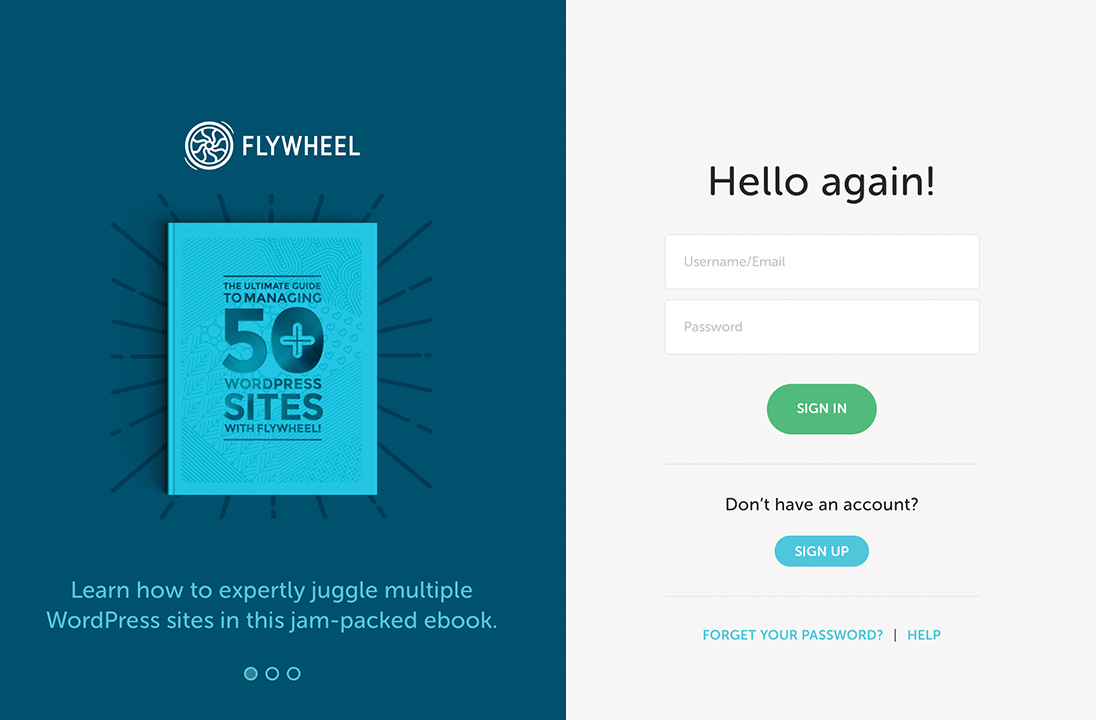 FLYWHEEL
THE ULTIMATE GUIDE
TO MANAGING
50+
WORDPRESS
SITES
WITH FLYWHEEL!
Learn how to expertly juggle multiple
WordPress sites in this jam-packed ebook.
Hello again!
Username/Email
Password
SIGN IN
Don’t have an account?
SIGN UP
FORGET YOUR PASSWORD? | HELP